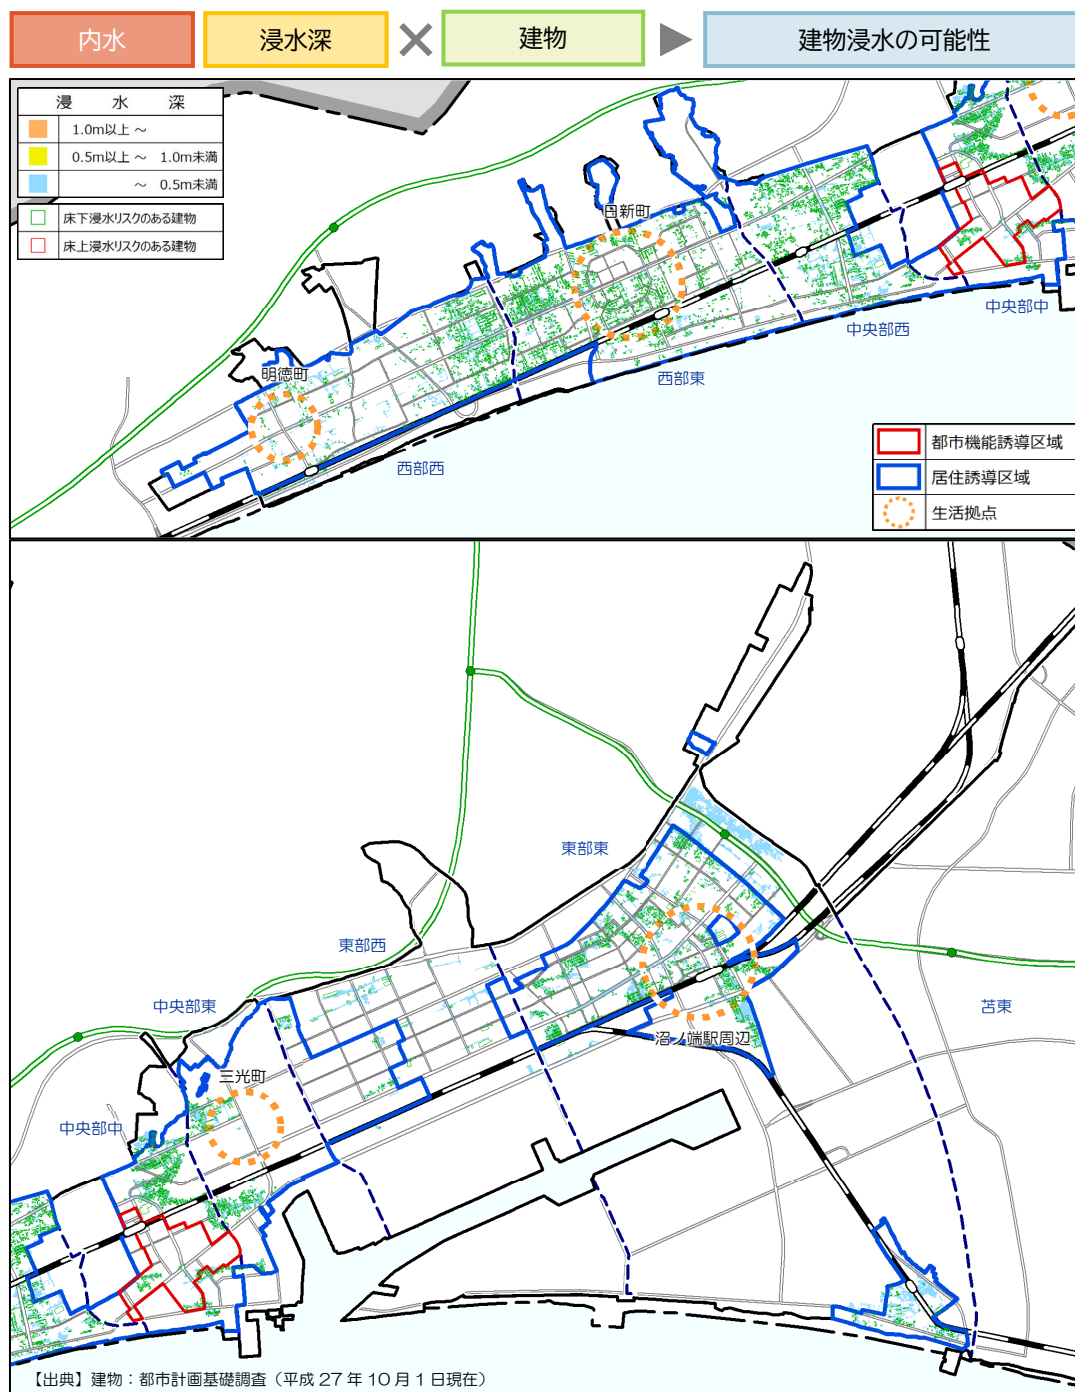 内水
浸水深
建物
建物浸水の可能性
浸 水 深
1.0m以上 ～
0.5m以上 ～ 1.0m未満
～ 0.5m未満
床下浸水リスクのある建物
床上浸水リスクのある建物
日新町
中央部中
中央部西
明徳町
西部東
西部西
都市機能誘導区域
居住誘導区域
生活拠点
東部東
東部西
中央部東
苫東
沼ノ端駅周辺
三光町
中央部中
【出典】建物：都市計画基礎調査（平成 27 年 10 月 1 日現在）